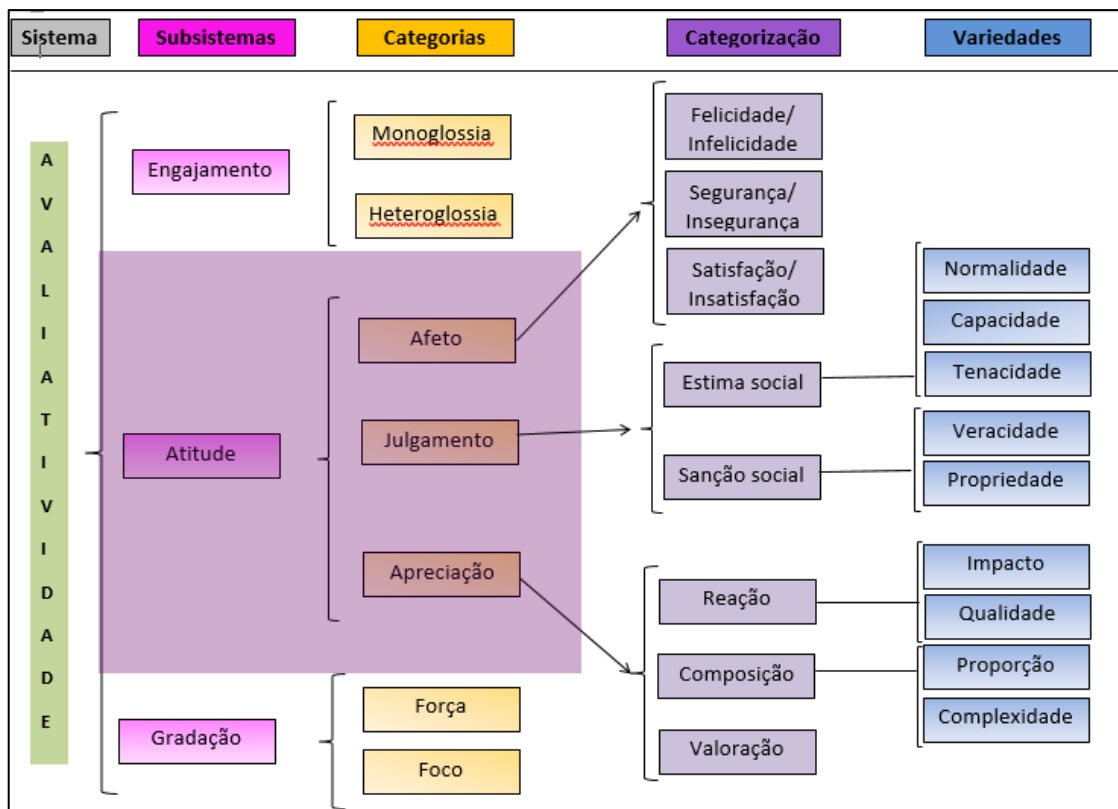 Sistema
Subsistemas
Categorias
Categorização
Variedades
AVALIATIVIDADE
Engajamento
Monoglossia
Heteroglossia
Atitude
Afeto
Julgamento
Apreciação
Gradação
Força
Foco
Felicidade/
Infelicidade
Segurança/
Insegurança
Satisfação/
Insatisfação
Estima social
Sanção social
Reação
Composição
Valoração
Normalidade
Capacidade
Tenacidade
Veracidade
Propriedade
Impacto
Qualidade
Proporção
Complexidade